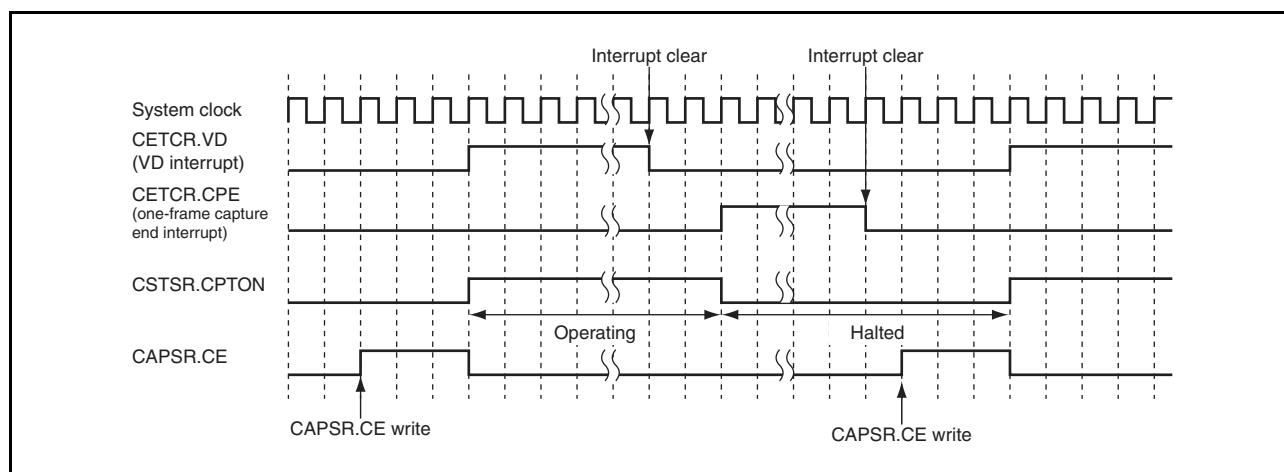 Interrupt clear Interrupt clear
System clock
CETCR.VD
(VD interrupt)
CETCR.CPE
(one-frame capture
end interrupt)
CSTSR.CPTON
Operating Halted
CAPSR.CE
CAPSR.CE write CAPSR.CE write